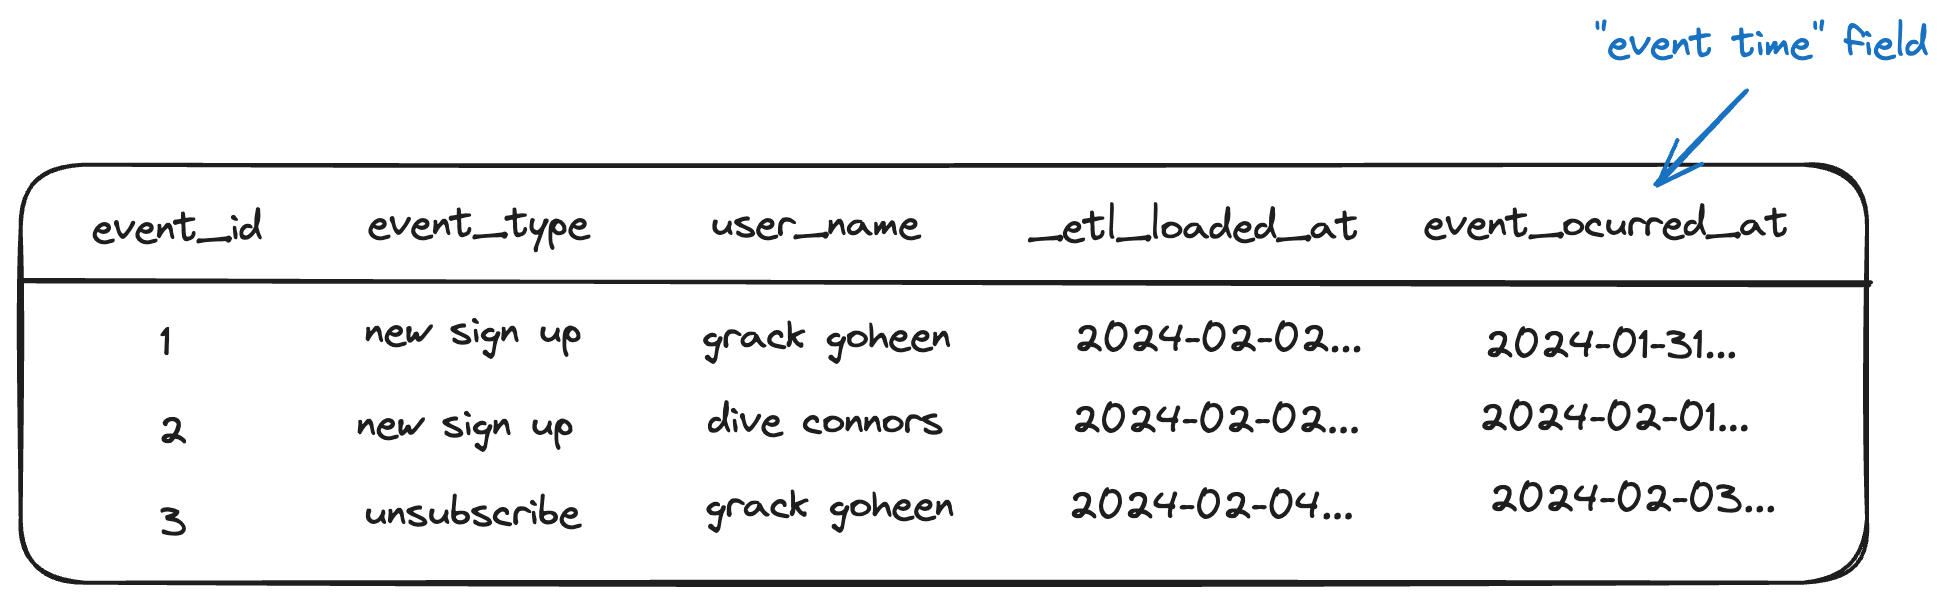 "event time" field
event_id event_type user_name _etl_loaded_at event_ocurred_at
1 new sign up grack goheen 2024-02-02... 2024-01-31...
2 new sign up dive connors 2024-02-02... 2024-02-01...
3 unsubscribe grack goheen 2024-02-04... 2024-02-03...